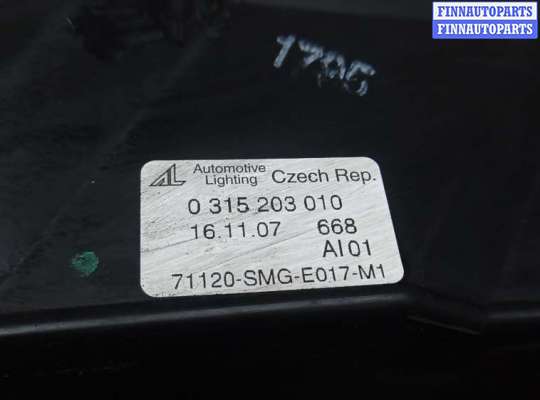 FINNAUTOPARTS
FINNAUTOPARTS
AL Automotive Lighting Czech Rep.
0 315 203 010
16.11.07 668
AI01
71120-SMG-E017-M1